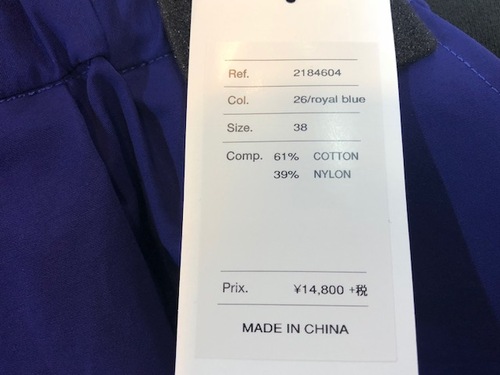 Ref. 2184604
Col. 26/royal blue
Size. 38
Comp. 61% COTTON
39% NYLON
Prix. ¥14,800 +税
MADE IN CHINA